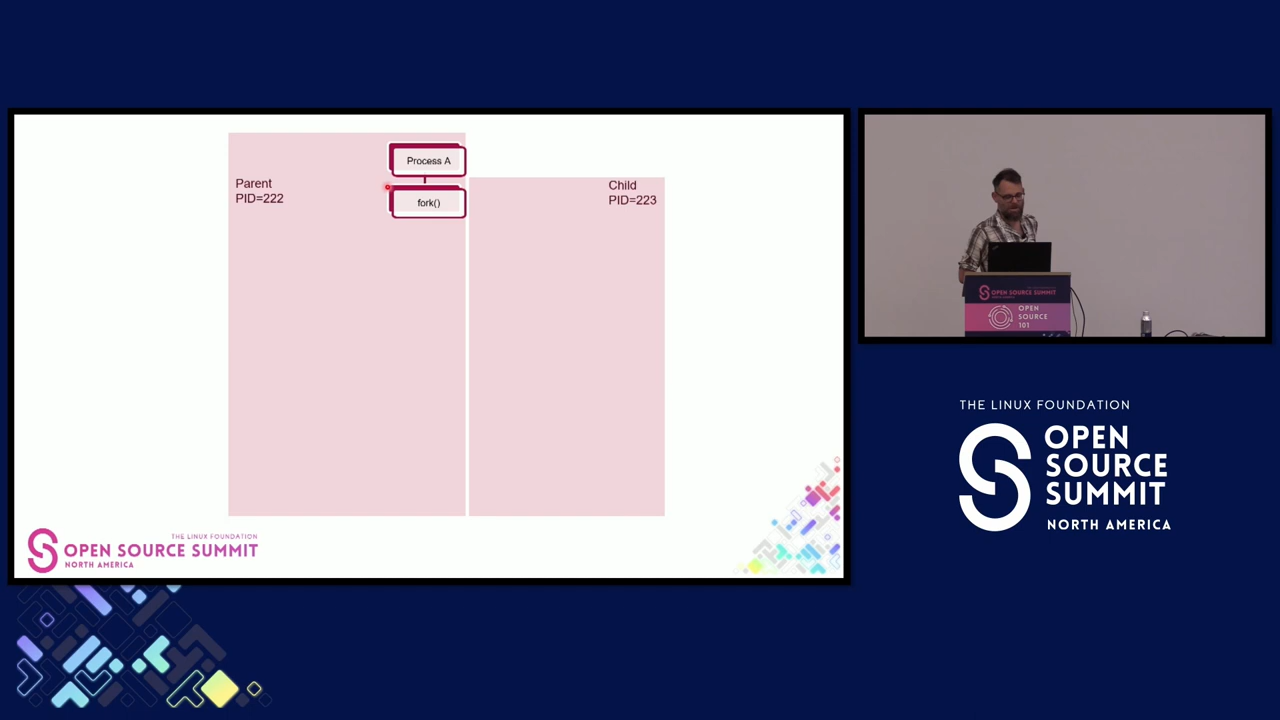 Process A
Parent
PID=222
fork()
Child
PID=223
THE LINUX FOUNDATION
OPEN SOURCE SUMMIT
NORTH AMERICA
OPEN SOURCE SUMMIT
OPEN
SOURCE
101
THE LINUX FOUNDATION
OPEN
SOURCE
SUMMIT
NORTH AMERICA